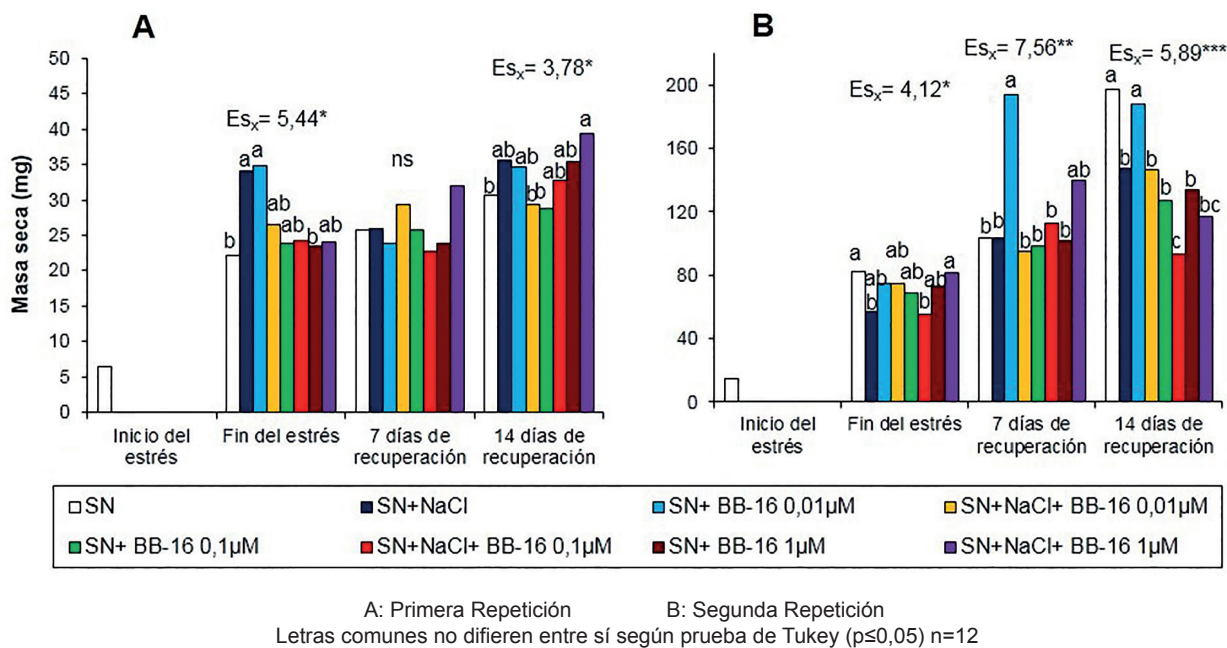 A
B
Masa seca (mg)
50
45
40
35
30
25
20
15
10
5
0
Esₓ= 5,44*
ns
Esₓ= 3,78*
b a a ab ab ab b ab
b ab ab b b ab ab a
Inicio del estrés
Fin del estrés
7 días de recuperación
14 días de recuperación
200
160
120
80
40
0
Esₓ= 4,12*
Esₓ= 7,56**
Esₓ= 5,89***
a b ab ab ab b ab a
b b a b b b b ab
a b a b b c b bc
Inicio del estrés
Fin del estrés
7 días de recuperación
14 días de recuperación
SN
SN+NaCl
SN+ BB-16 0,01µM
SN+NaCl+ BB-16 0,01µM
SN+ BB-16 0,1µM
SN+NaCl+ BB-16 0,1µM
SN+ BB-16 1µM
SN+NaCl+ BB-16 1µM
A: Primera Repetición B: Segunda Repetición
Letras comunes no difieren entre sí según prueba de Tukey (p≤0,05) n=12